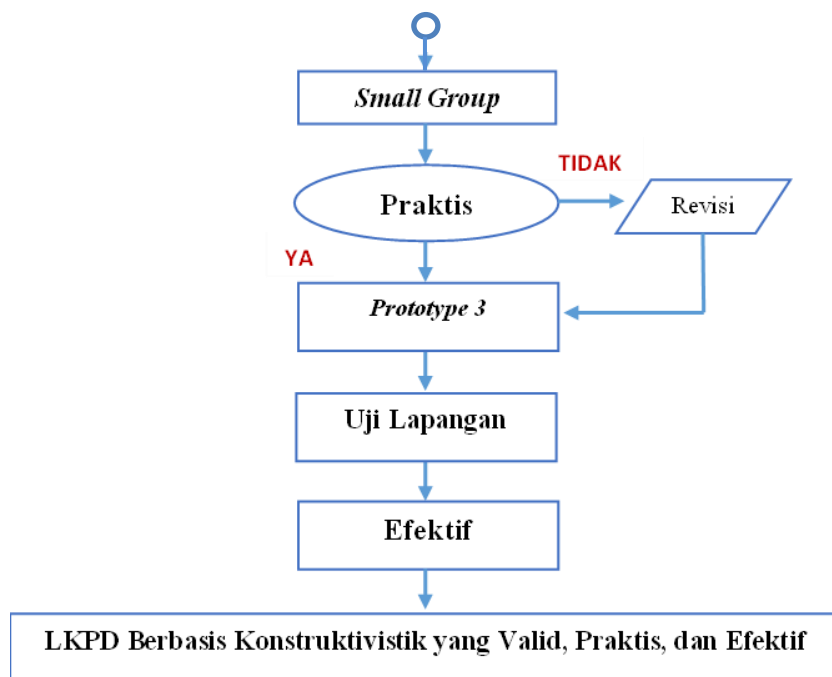 Small Group
TIDAK
Praktis
Revisi
YA
Prototype 3
Uji Lapangan
Efektif
LKPD Berbasis Konstruktivistik yang Valid, Praktis, dan Efektif